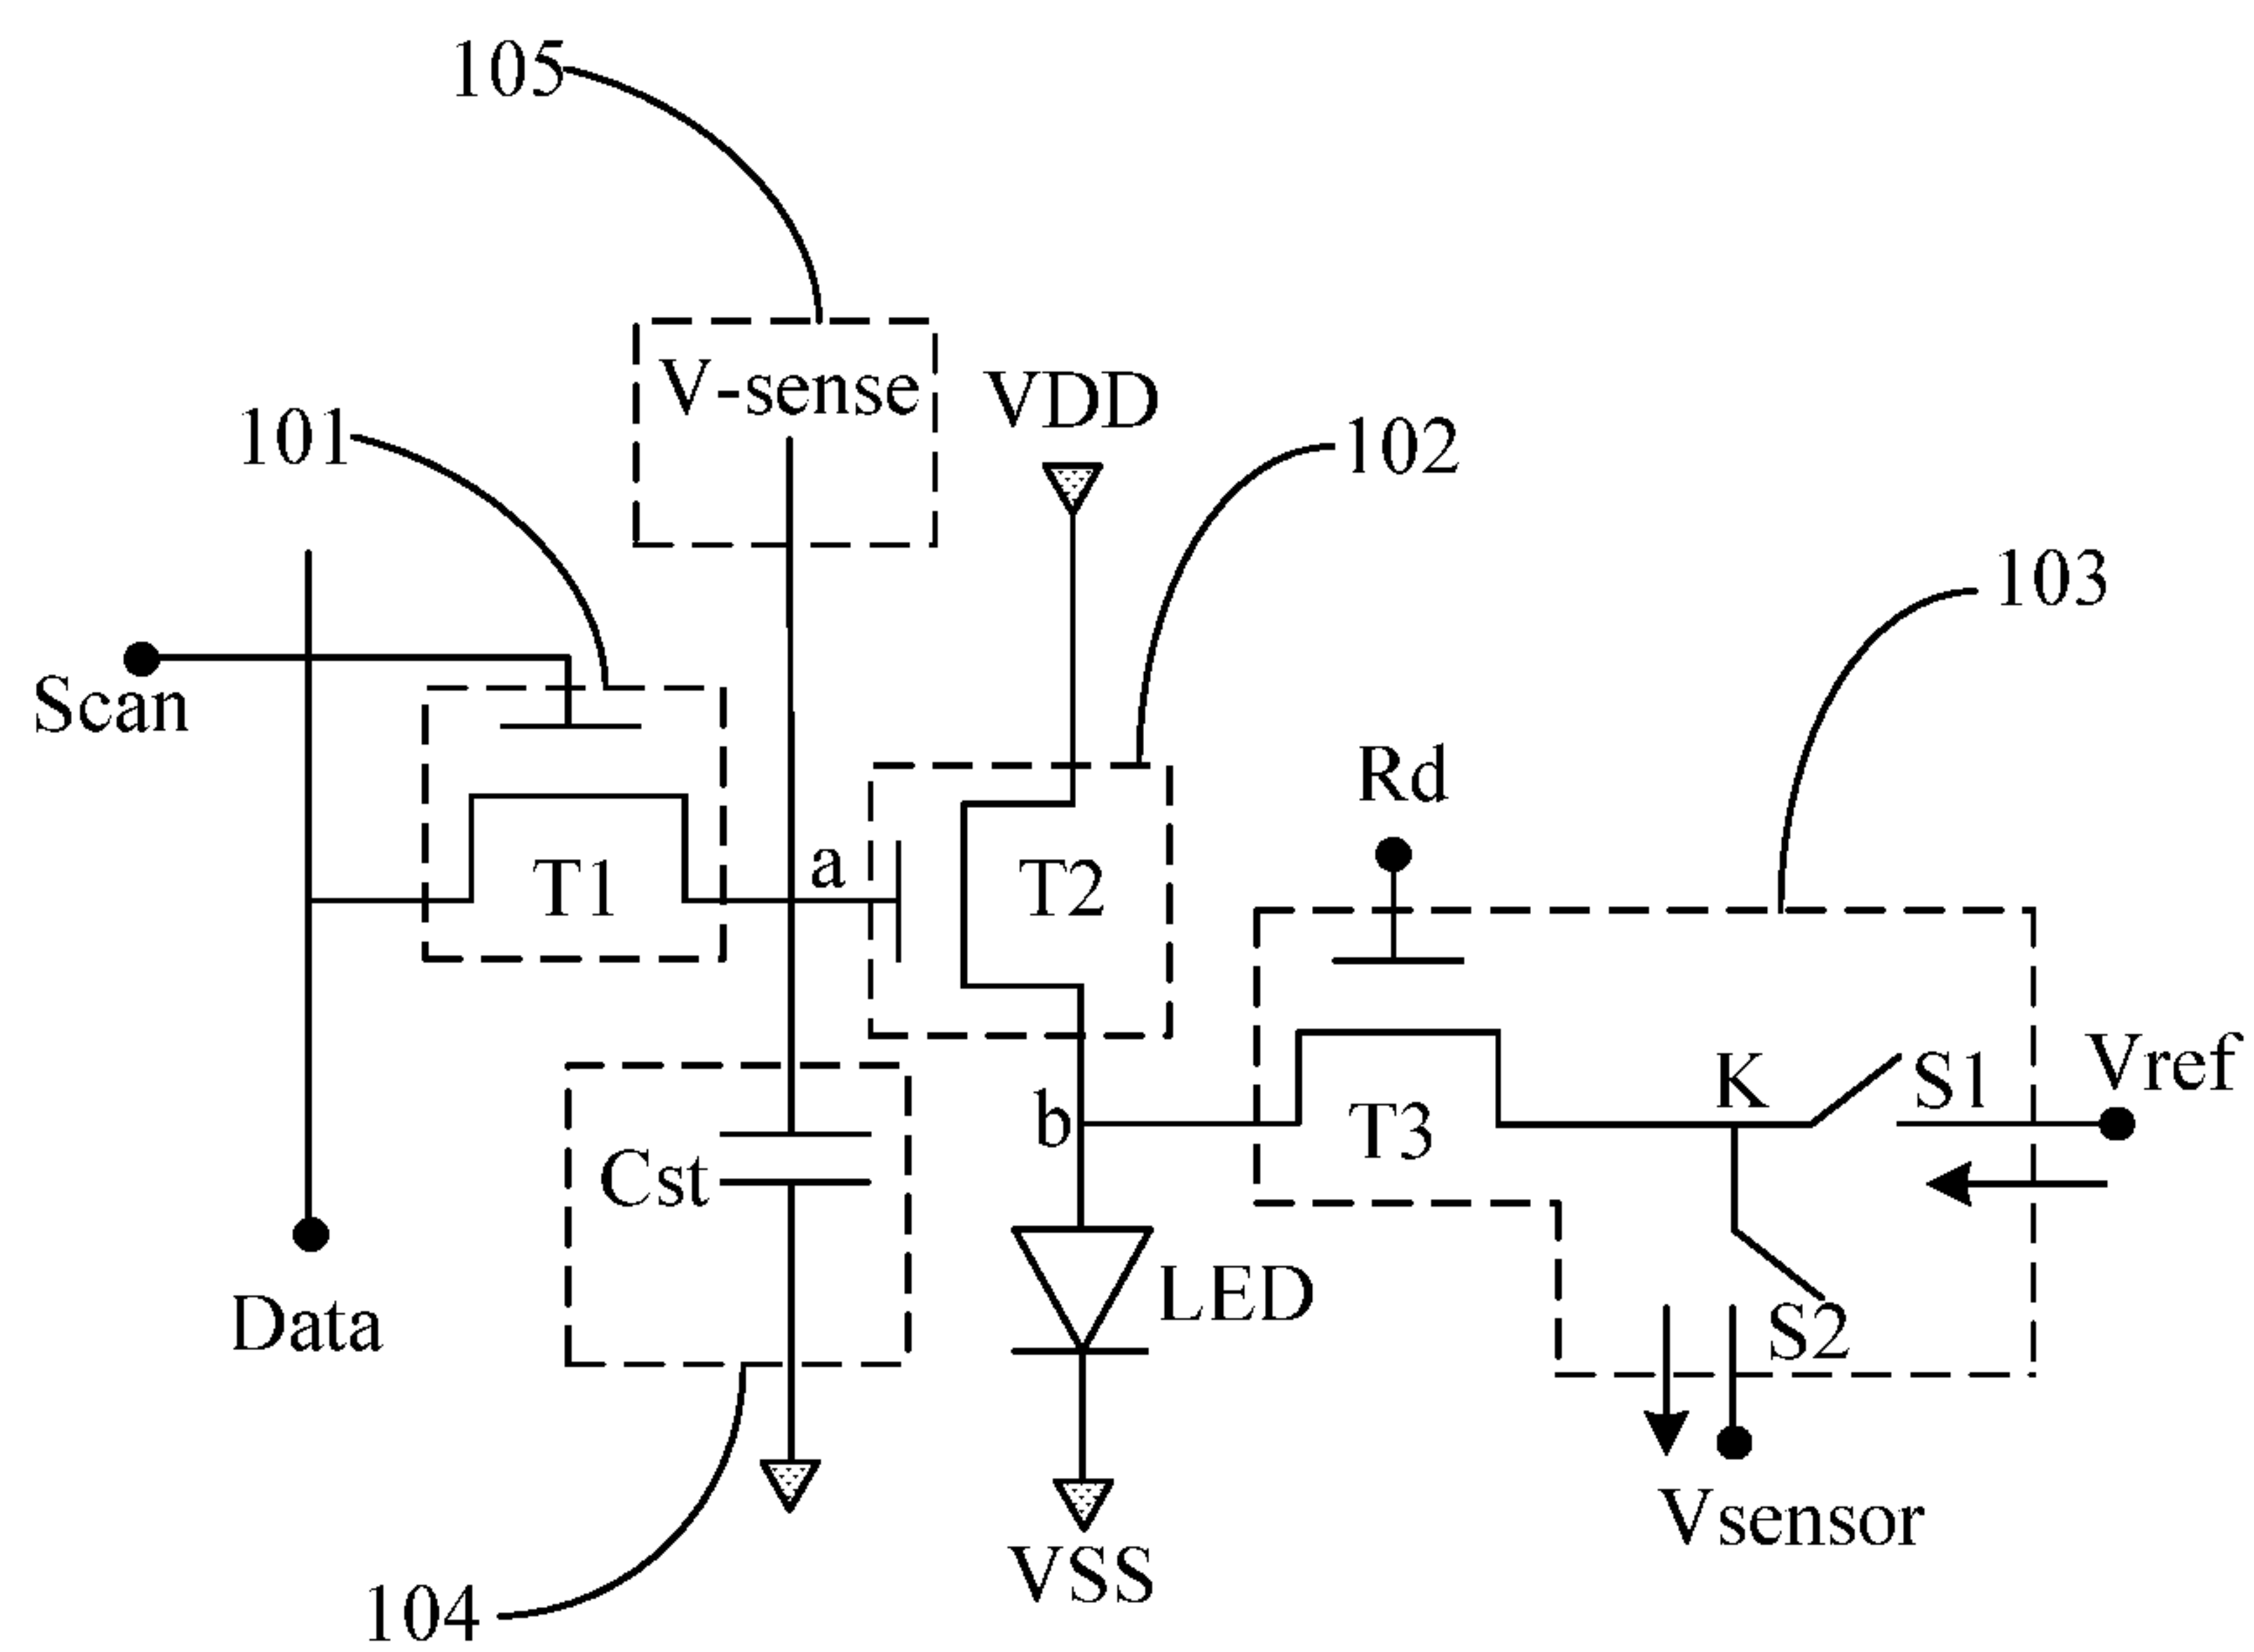 105
V-sense
VDD
101
102
103
Scan
Rd
a
T1
T2
Vref
K
S1
b
T3
Cst
LED
Data
S2
Vsensor
VSS
104